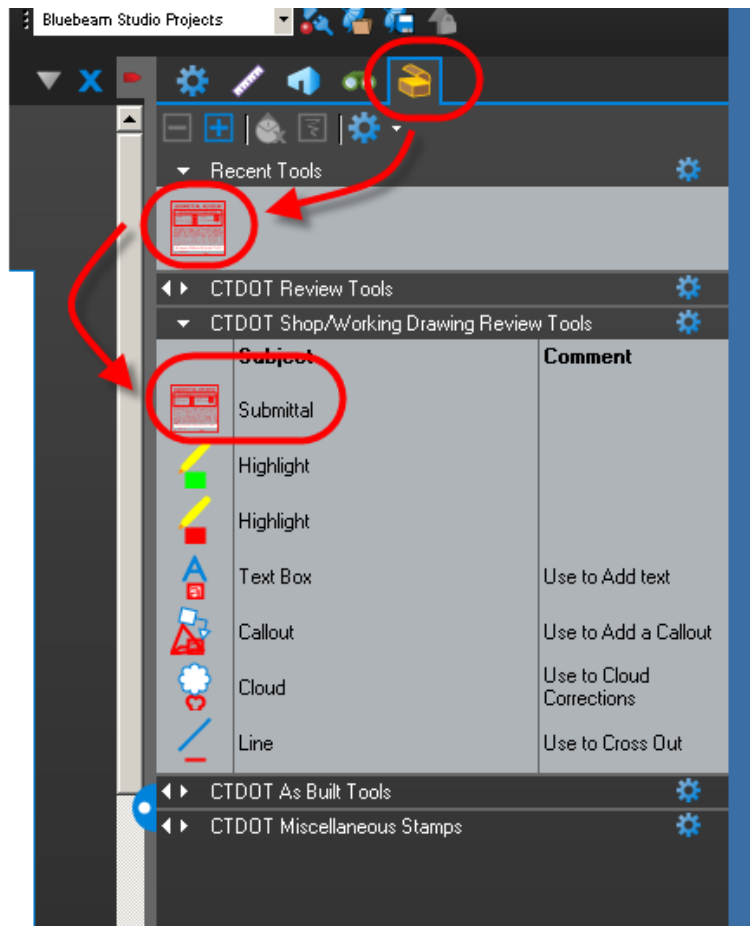 Bluebeam Studio Projects
Recent Tools
CTDOT Review Tools
CTDOT Shop/Working Drawing Review Tools
Subject Comment
Submittal
Highlight
Highlight
Text Box Use to Add text
Callout Use to Add a Callout
Cloud Use to Cloud
Corrections
Line Use to Cross Out
CTDOT As Built Tools
CTDOT Miscellaneous Stamps